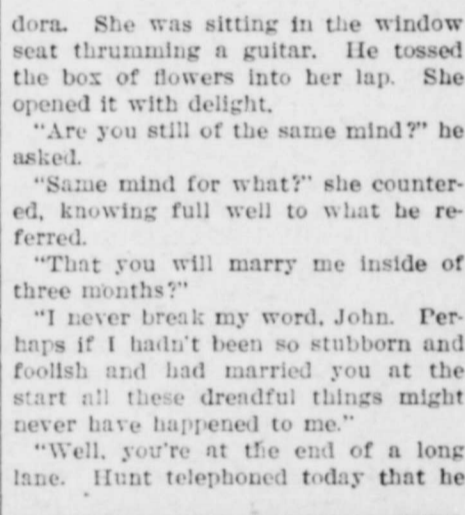 dora. She was sitting in the window
seat thrumming a guitar. He tossed
the box of flowers into her lap. She
opened it with delight.
"Are you still of the same mind?" he
asked.
"Same mind for what?" she counter-
ed, knowing full well to what he re-
ferred.
"That you will marry me inside of
three months?"
"I never break my word, John. Per-
haps if I hadn't been so stubborn and
foolish and had married you at the
start all these dreadful things might
never have happened to me."
"Well, you're at the end of a long
lane. Hunt telephoned today that he